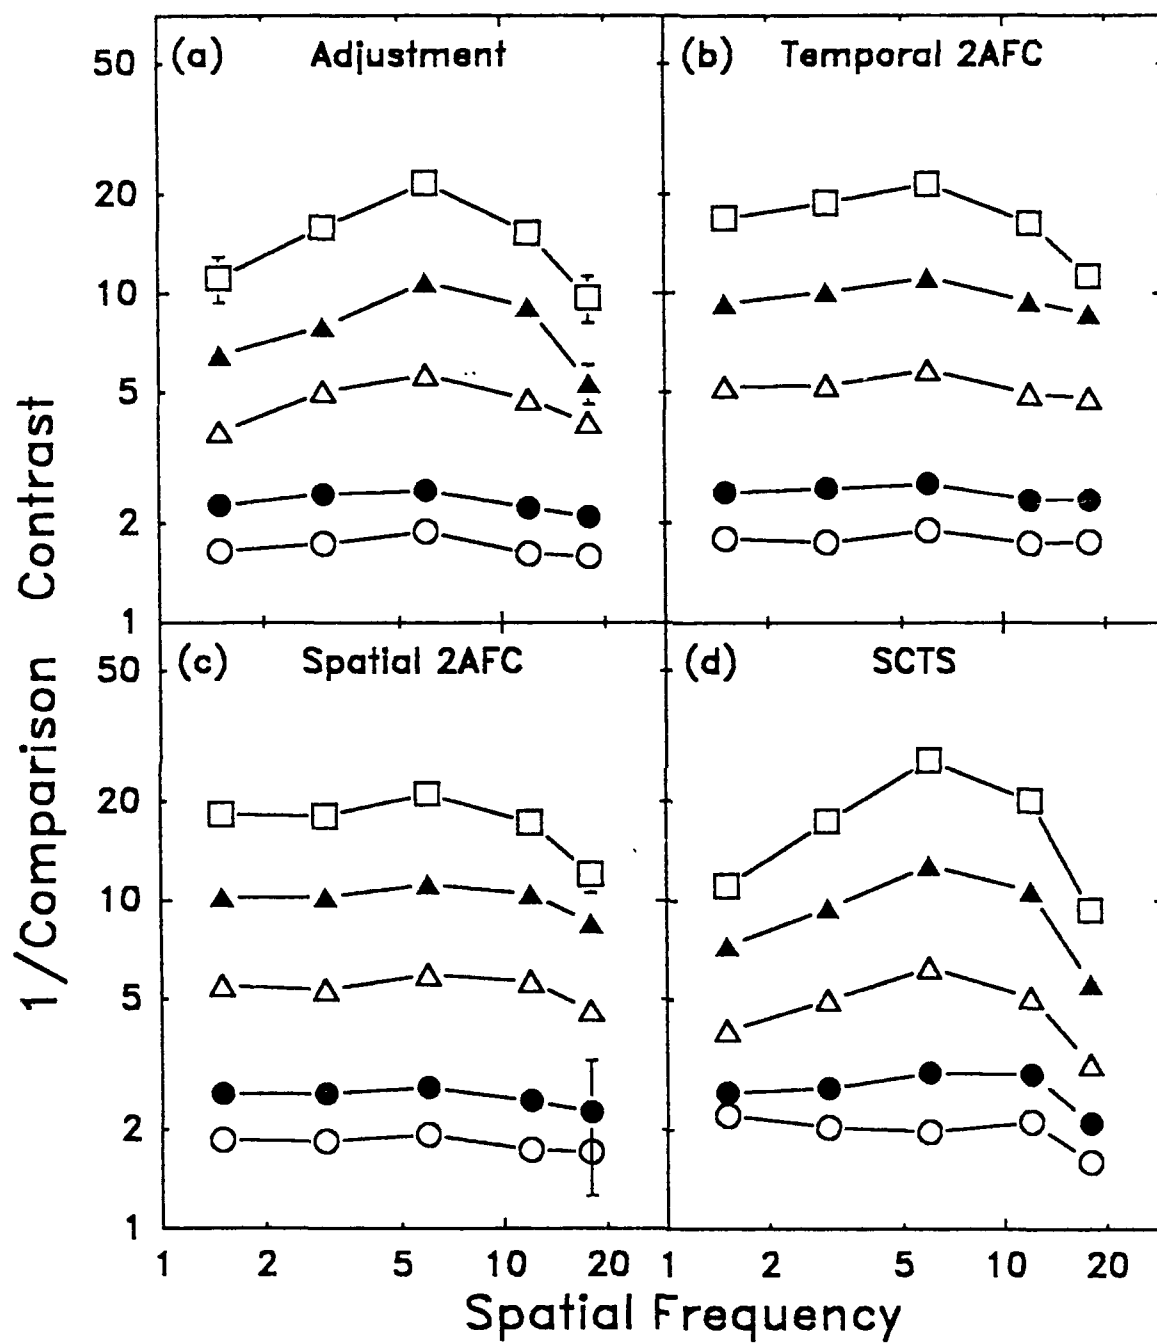 (a) Adjustment
(b) Temporal 2AFC
50
20
10
5
2
1
(c) Spatial 2AFC
(d) SCTS
50
20
10
5
2
1
1 2 5 10 20
1 2 5 10 20
1/Comparison Contrast
Spatial Frequency